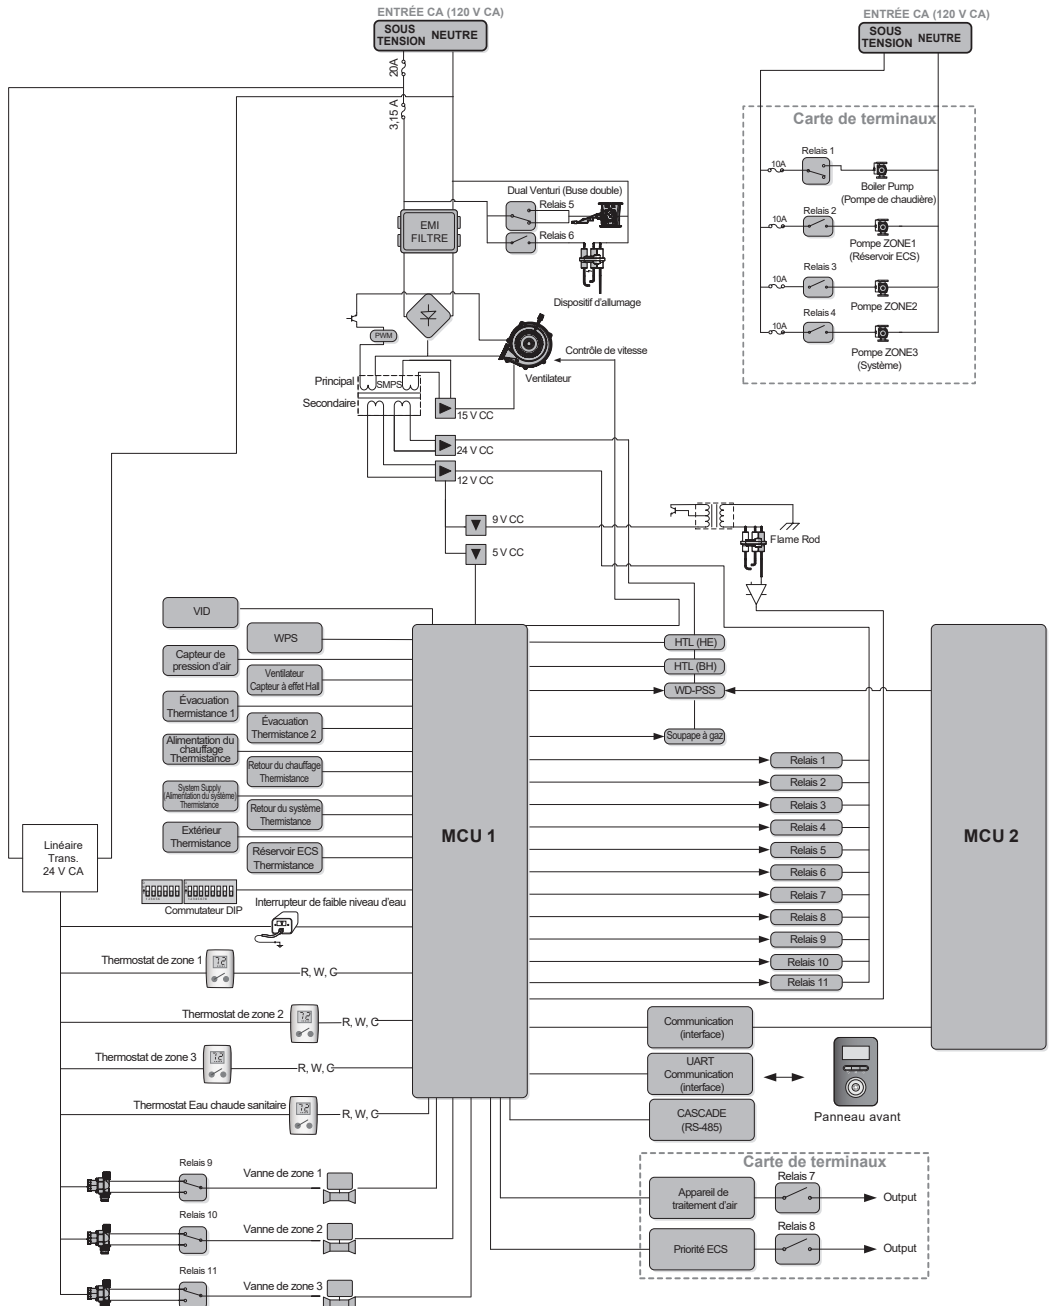 ENTRÉE CA (120 V CA)
SOUS TENSION
NEUTRE
20A
3,15 A
ENTRÉE CA (120 V CA)
SOUS TENSION
NEUTRE
Carte de terminaux
10A
Relais 1
Boiler Pump
(Pompe de chaudière)
10A
Relais 2
Pompe ZONE1
(Réservoir ECS)
10A
Relais 3
Pompe ZONE2
10A
Relais 4
Pompe ZONE3
(Système)
EMI
FILTRE
Dual Venturi (Buse double)
Relais 5
Relais 6
Dispositif d'allumage
PWM
Contrôle de vitesse
Ventilateur
Principal
SMPS
Secondaire
15 V CC
24 V CC
12 V CC
9 V CC
5 V CC
Flame Rod
VID
WPS
Capteur de
pression d'air
Ventilateur
Capteur à effet Hall
Évacuation
Thermistance 1
Évacuation
Thermistance 2
Alimentation du
chauffage
Thermistance
Retour du chauffage
Thermistance
System Supply
(Alimentation du système)
Thermistance
Retour du système
Thermistance
Extérieur
Thermistance
Réservoir ECS
Thermistance
Commutateur DIP
Interrupteur de faible niveau d'eau
Linéaire
Trans.
24 V CA
Thermostat de zone 1
R, W, C
Thermostat de zone 2
R, W, C
Thermostat de zone 3
R, W, C
Thermostat Eau chaude sanitaire
R, W, C
Relais 9
Vanne de zone 1
Relais 10
Vanne de zone 2
Relais 11
Vanne de zone 3
MCU 1
HTL (HE)
HTL (BH)
WD-PSS
Soupape à gaz
Relais 1
Relais 2
Relais 3
Relais 4
Relais 5
Relais 6
Relais 7
Relais 8
Relais 9
Relais 10
Relais 11
MCU 2
Communication
(interface)
UART
Communication
(interface)
CASCADE
(RS-485)
Panneau avant
Carte de terminaux
Appareil de
traitement d'air
Relais 7
Output
Priorité ECS
Relais 8
Output